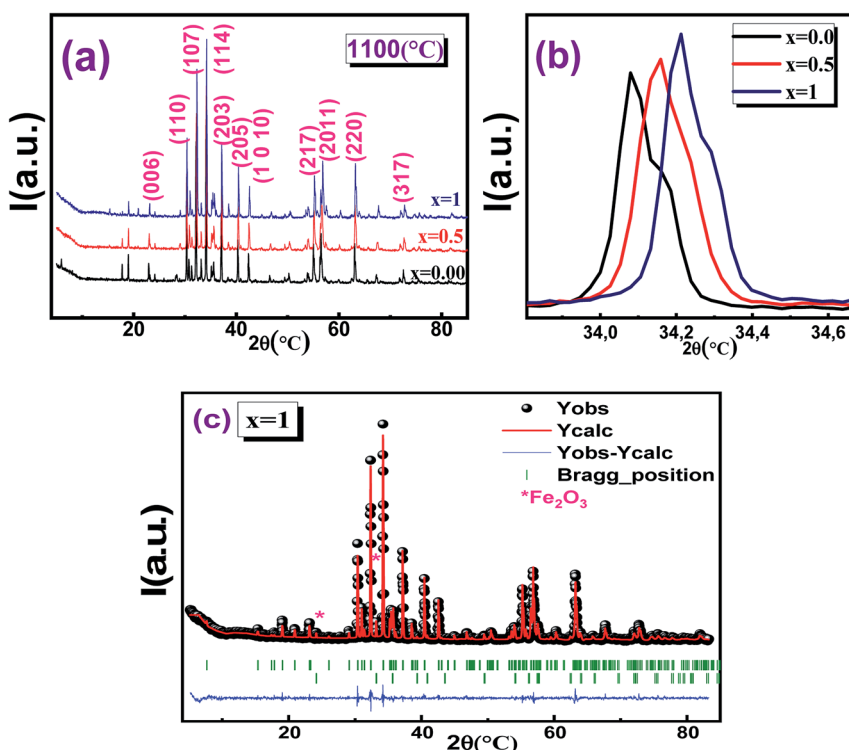 (a)
1100(°C)
(006)
(110)
(107)
(114)
(203)
(205)
(1 0 10)
(217)
(2011)
(220)
(317)
x=1
x=0.5
x=0.00
I(a.u.)
20 40 60 80
2θ(°C)
(b)
x=0.0
x=0.5
x=1
I(a.u.)
34,0 34,2 34,4 34,6
2θ(°C)
(c)
x=1
Yobs
Ycalc
Yobs-Ycalc
Bragg_position
*Fe₂O₃
*
*
I(a.u.)
20 40 60 80
2θ(°C)